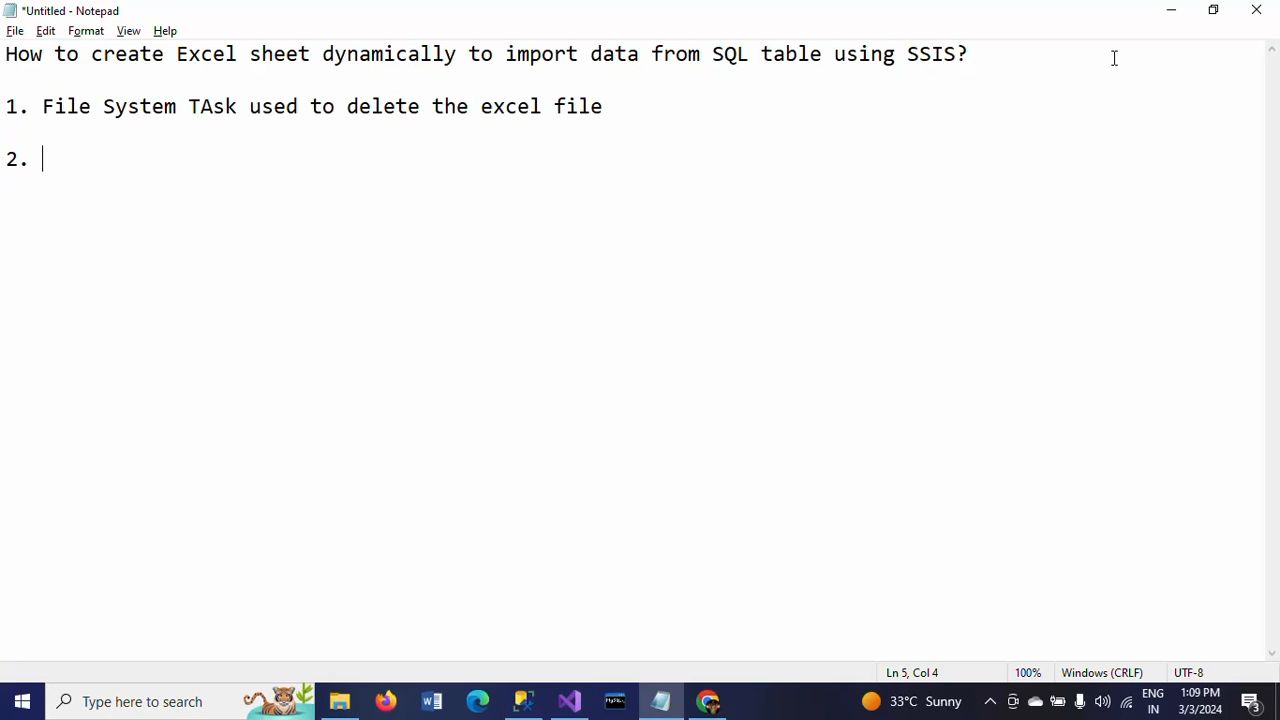 *Untitled - Notepad
File Edit Format View Help
How to create Excel sheet dynamically to import data from SQL table using SSIS?
1. File System TAsk used to delete the excel file
2.
Ln 5, Col 4 100% Windows (CRLF) UTF-8
Type here to search
MySQL
33°C Sunny
ENG
IN
1:09 PM
3/3/2024
3